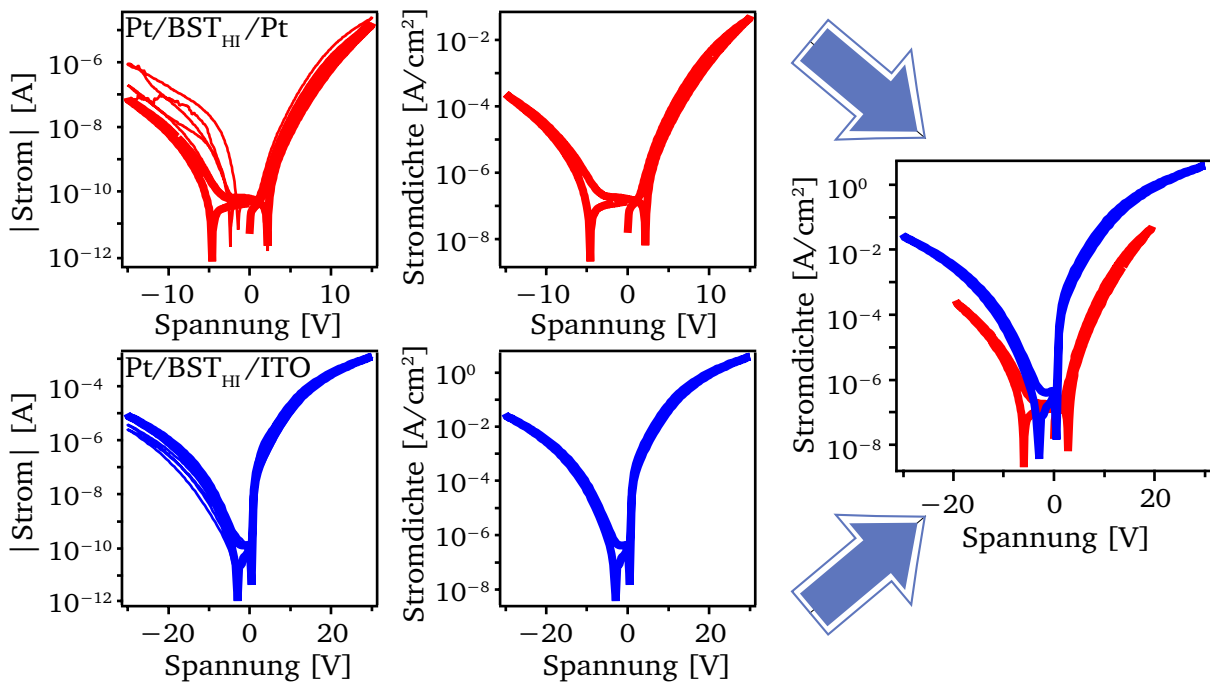 Pt/BST_HI/Pt
|Strom| [A]
10⁻⁶
10⁻⁸
10⁻¹⁰
10⁻¹²
−10 0 10
Spannung [V]
Stromdichte [A/cm²]
10⁻²
10⁻⁴
10⁻⁶
10⁻⁸
−10 0 10
Spannung [V]
Pt/BST_HI/ITO
|Strom| [A]
10⁻⁴
10⁻⁶
10⁻⁸
10⁻¹⁰
10⁻¹²
−20 0 20
Spannung [V]
Stromdichte [A/cm²]
10⁰
10⁻²
10⁻⁴
10⁻⁶
10⁻⁸
−20 0 20
Spannung [V]
Stromdichte [A/cm²]
10⁰
10⁻²
10⁻⁴
10⁻⁶
10⁻⁸
−20 0 20
Spannung [V]